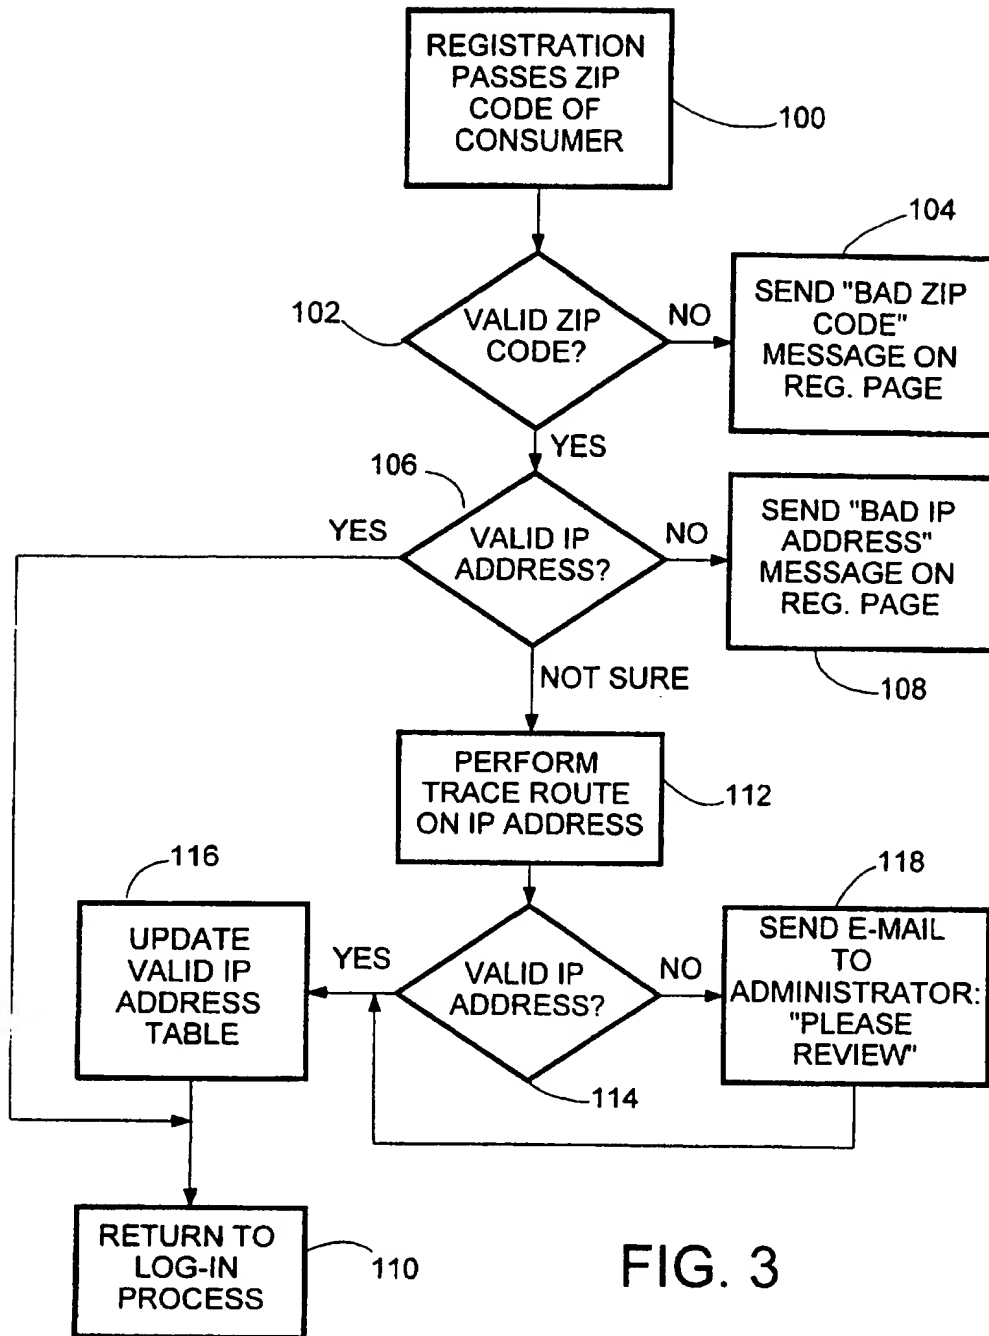 REGISTRATION
PASSES ZIP
CODE OF
CONSUMER
100
104
102
VALID ZIP
CODE?
NO
SEND "BAD ZIP
CODE"
MESSAGE ON
REG. PAGE
YES
106
YES
VALID IP
ADDRESS?
NO
SEND "BAD IP
ADDRESS"
MESSAGE ON
REG. PAGE
108
NOT SURE
PERFORM
TRACE ROUTE
ON IP ADDRESS
112
116
118
UPDATE
VALID IP
ADDRESS
TABLE
YES
VALID IP
ADDRESS?
NO
SEND E-MAIL
TO
ADMINISTRATOR:
"PLEASE
REVIEW"
114
RETURN TO
LOG-IN
PROCESS
110
FIG. 3